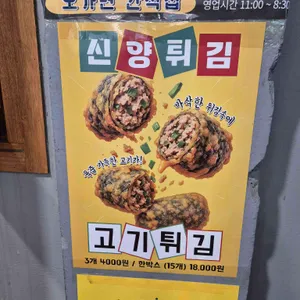 영업시간 11:00 ~ 8:30
진양튀김
바삭한 튀김속에
고기튀김
3개 4000원 / 한박스 (15개) 18.000원